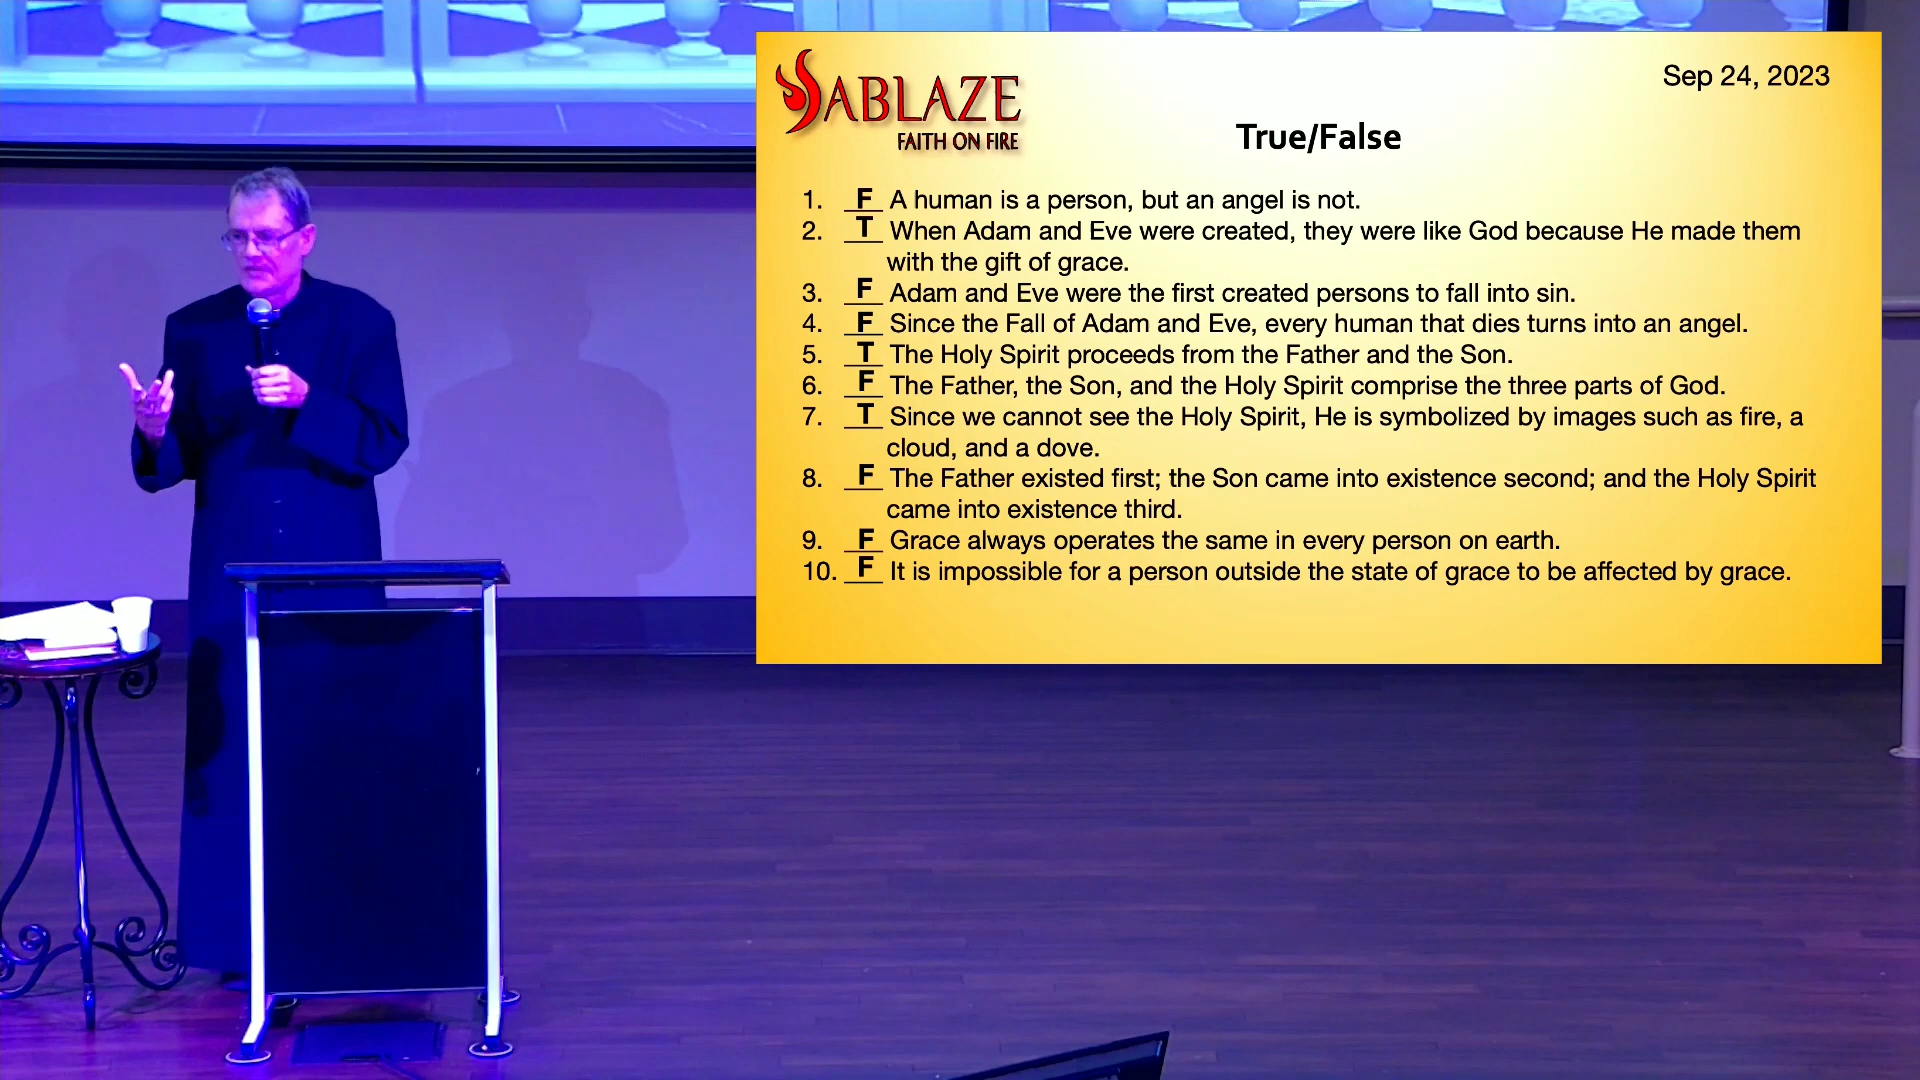 ABLAZE
FAITH ON FIRE
Sep 24, 2023
True/False
1. F A human is a person, but an angel is not.
2. T When Adam and Eve were created, they were like God because He made them
with the gift of grace.
3. F Adam and Eve were the first created persons to fall into sin.
4. F Since the Fall of Adam and Eve, every human that dies turns into an angel.
5. T The Holy Spirit proceeds from the Father and the Son.
6. F The Father, the Son, and the Holy Spirit comprise the three parts of God.
7. T Since we cannot see the Holy Spirit, He is symbolized by images such as fire, a
cloud, and a dove.
8. F The Father existed first; the Son came into existence second; and the Holy Spirit
came into existence third.
9. F Grace always operates the same in every person on earth.
10. F It is impossible for a person outside the state of grace to be affected by grace.